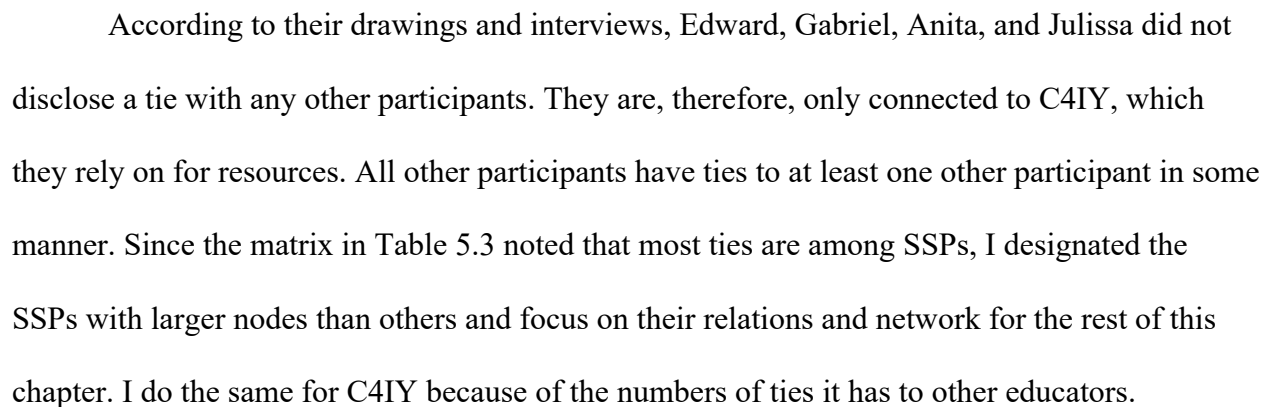 According to their drawings and interviews, Edward, Gabriel, Anita, and Julissa did not
disclose a tie with any other participants. They are, therefore, only connected to C4IY, which
they rely on for resources. All other participants have ties to at least one other participant in some
manner. Since the matrix in Table 5.3 noted that most ties are among SSPs, I designated the
SSPs with larger nodes than others and focus on their relations and network for the rest of this
chapter. I do the same for C4IY because of the numbers of ties it has to other educators.